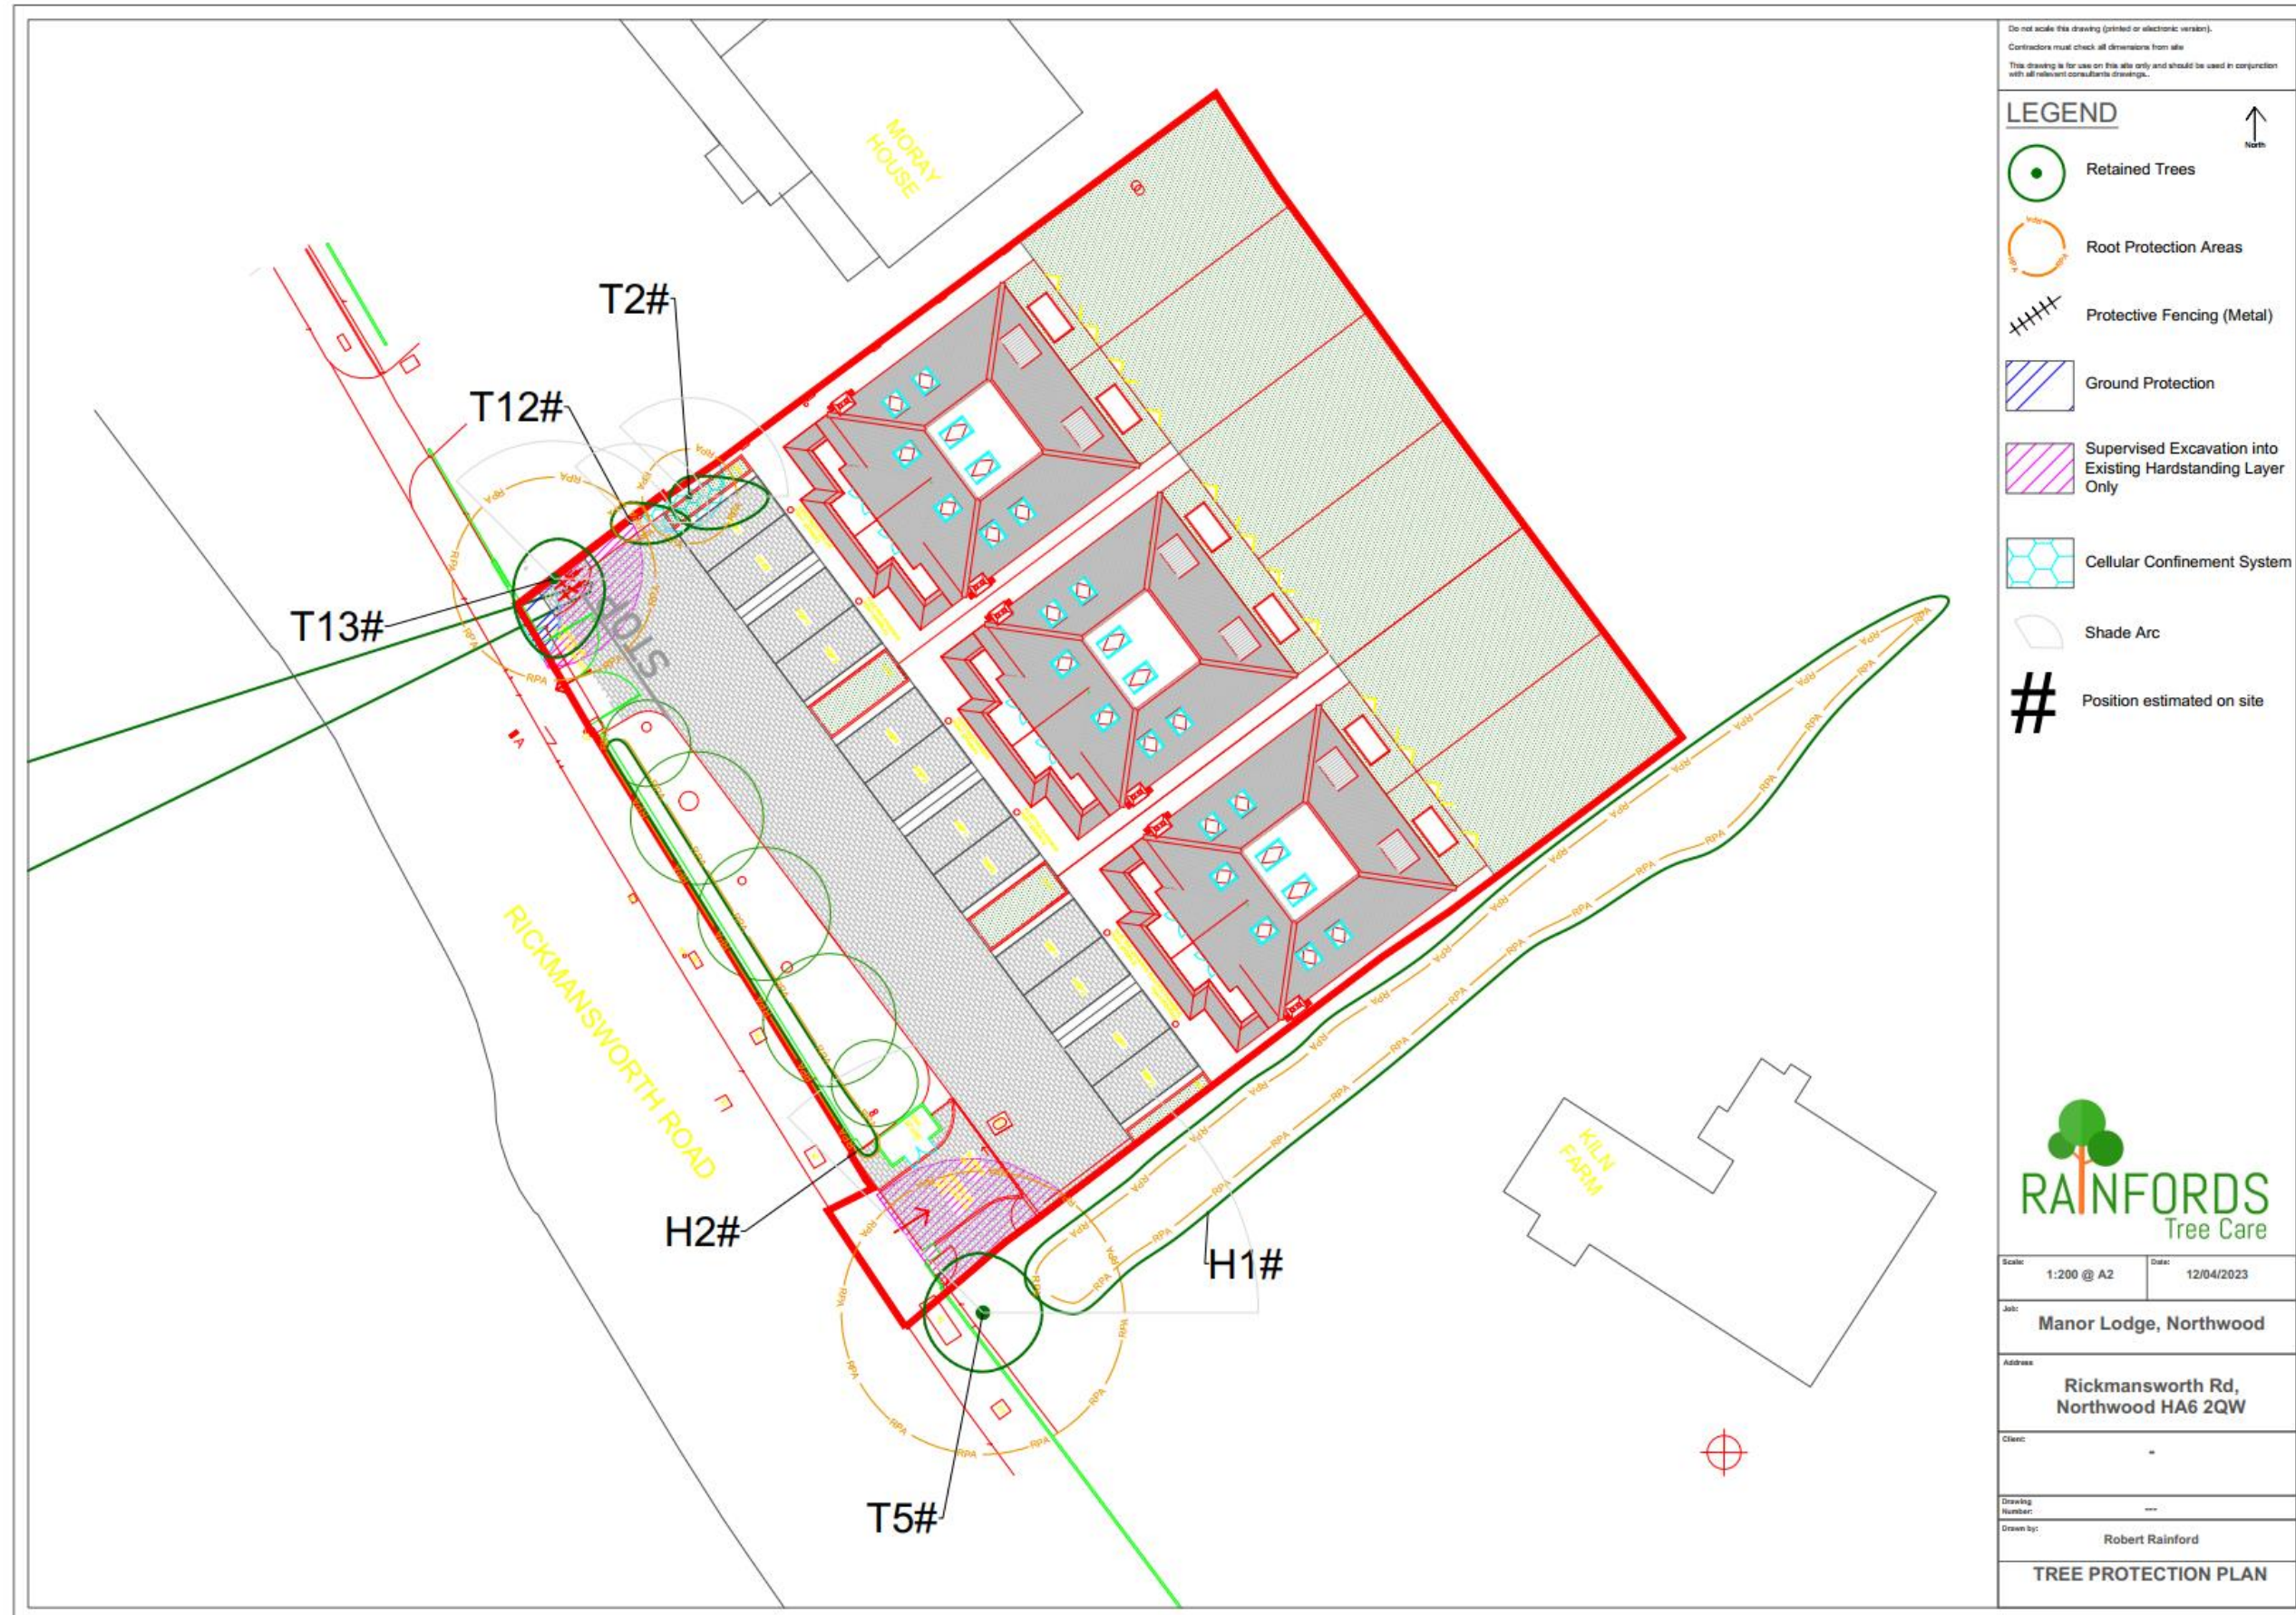 Do not scale this drawing (printed or electronic version).
Contractors must check all dimensions from site
This drawing is for use on this site only and should be used in conjunction
with all relevant consultants drawings..
LEGEND
North
Retained Trees
RPA
RPA
RPA
Root Protection Areas
Protective Fencing (Metal)
Ground Protection
Supervised Excavation into
Existing Hardstanding Layer
Only
Cellular Confinement System
Shade Arc
#
Position estimated on site
MORAY
HOUSE
T2#
T12#
T13#
STOP
A
RICKMANSWORTH ROAD
H2#
H1#
T5#
KILN
FARM
RPA
RAINFORDS
Tree Care
Scale:
1:200 @ A2
Date:
12/04/2023
Job:
Manor Lodge, Northwood
Address
Rickmansworth Rd,
Northwood HA6 2QW
Client:
-
Drawing
Number:
---
Drawn by:
Robert Rainford
TREE PROTECTION PLAN